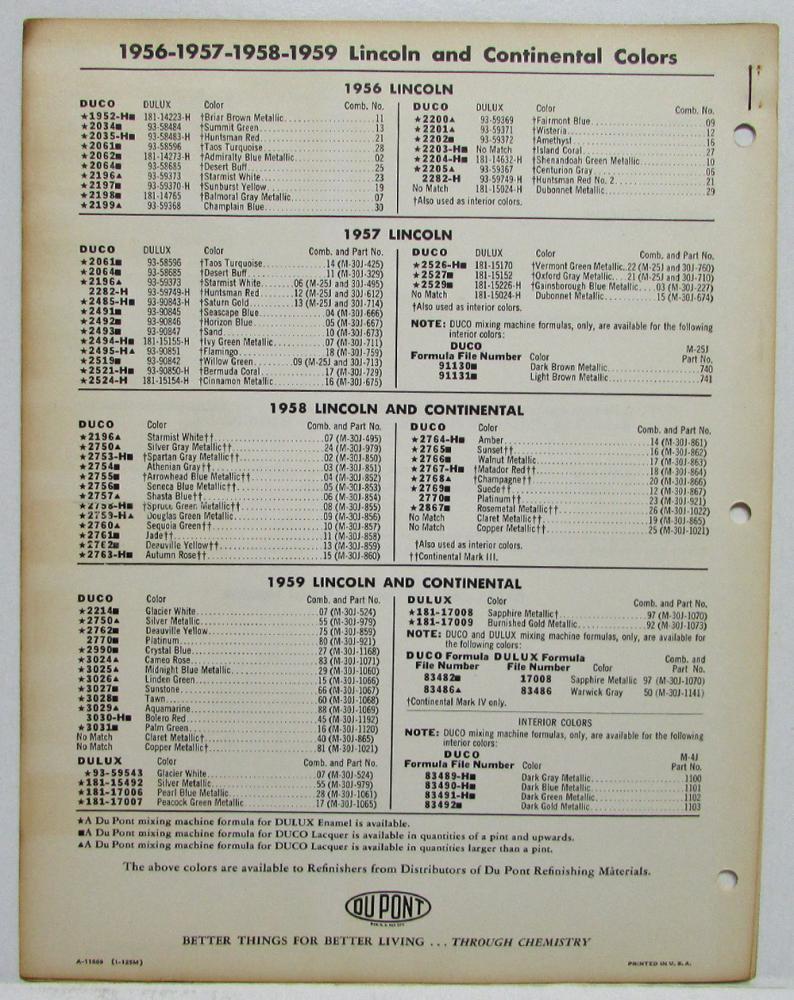 1956-1957-1958-1959 Lincoln and Continental Colors
1956 LINCOLN
DUCO DULUX Color Comb. No.
★1952-H■ 181-14223-H †Briar Brown Metallic 11
★2034■ 93-58484 †Summit Green 13
★2035-H■ 93-58483-H †Huntsman Red 21
★2061■ 93-58596 †Taos Turquoise 28
★2062■ 181-14273-H †Admiralty Blue Metallic 02
★2064■ 93-58685 †Desert Buff 25
★2196▲ 93-59373 †Starmist White 23
★2197■ 93-59370-H †Sunburst Yellow 19
★2198■ 181-14765 †Balmoral Gray Metallic 07
★2199▲ 93-59368 Champlain Blue 30
DUCO DULUX Color Comb. No.
★2200▲ 93-59369 †Fairmont Blue 09
★2201▲ 93-59371 †Wisteria 12
★2202■ 93-59372 †Amethyst 16
★2203-H■ No Match †Island Coral 27
★2204-H■ 181-14632-H †Shenandoah Green Metallic 10
★2205▲ 93-59367 †Centurion Gray 06
2282-H 93-59749-H †Huntsman Red No. 2 21
No Match 181-15024-H Dubonnet Metallic 29
†Also used as interior colors.
1957 LINCOLN
DUCO DULUX Color Comb. and Part No.
★2061■ 93-58596 †Taos Turquoise 14 (M-30J-425)
★2064■ 93-58685 †Desert Buff 11 (M-30J-329)
★2196▲ 93-59373 †Starmist White 06 (M-25J and 30J-495)
2282-H 93-59749-H †Huntsman Red 12 (M-25J and 30J-612)
★2485-H■ 93-90843-H †Saturn Gold 13 (M-25J and 30J-714)
★2491■ 93-90845 †Seascape Blue 04 (M-30J-666)
★2492■ 93-90846 †Horizon Blue 05 (M-30J-667)
★2493■ 93-90847 †Sand 10 (M-30J-673)
★2494-H■ 181-15155-H †Ivy Green Metallic 07 (M-30J-711)
★2495-H▲ 93-90851 †Flamingo 18 (M-30J-759)
★2519■ 93-90842 †Willow Green 09 (M-25J and 30J-713)
★2521-H■ 93-90850-H †Bermuda Coral 17 (M-30J-729)
★2524-H 181-15154-H †Cinnamon Metallic 16 (M-30J-675)
DUCO DULUX Color Comb. and Part No.
★2526-H■ 181-15170 †Vermont Green Metallic 22 (M-25J and 30J-760)
★2527■ 181-15152 †Oxford Gray Metallic 21 (M-25J and 30J-710)
★2529■ 181-15226-H †Gainsborough Blue Metallic 03 (M-30J-227)
No Match 181-15024-H Dubonnet Metallic 15 (M-30J-674)
†Also used as interior colors.
NOTE: DUCO mixing machine formulas, only, are available for the following
interior colors:
DUCO M-25J
Formula File Number Color Part No.
91130■ Dark Brown Metallic 740
91131■ Light Brown Metallic 741
1958 LINCOLN AND CONTINENTAL
DUCO Color Comb. and Part No.
★2196▲ Starmist White†† 07 (M-30J-495)
★2750▲ Silver Gray Metallic†† 24 (M-30J-979)
★2753-H■ †Spartan Gray Metallic†† 02 (M-30J-850)
★2754■ Athenian Gray†† 03 (M-30J-851)
★2755■ †Arrowhead Blue Metallic†† 04 (M-30J-852)
★2756■ Seneca Blue Metallic†† 05 (M-30J-853)
★2757▲ Shasta Blue†† 06 (M-30J-854)
★2758-H■ †Spruce Green Metallic†† 08 (M-30J-855)
★2759-H▲ Douglas Green Metallic 09 (M-30J-856)
★2760▲ Sequoia Green†† 10 (M-30J-857)
★2761■ Jade†† 11 (M-30J-858)
★2762■ Deauville Yellow†† 13 (M-30J-859)
★2763-H■ Autumn Rose†† 15 (M-30J-860)
DUCO Color Comb. and Part No.
★2764-H■ Amber 14 (M-30J-861)
★2765■ Sunset†† 16 (M-30J-862)
★2766■ Walnut Metallic 17 (M-30J-863)
★2767-H■ †Matador Red†† 18 (M-30J-864)
★2768▲ †Champagne†† 20 (M-30J-866)
★2769■ Suede†† 12 (M-30J-867)
2770■ Platinum†† 23 (M-30J-921)
★2867■ Rosemetal Metallic†† 26 (M-30J-1022)
No Match Claret Metallic†† 19 (M-30J-865)
No Match Copper Metallic†† 25 (M-30J-1021)
†Also used as interior colors.
††Continental Mark III.
1959 LINCOLN AND CONTINENTAL
DUCO Color Comb. and Part No.
★2214■ Glacier White 07 (M-30J-524)
★2750▲ Silver Metallic 55 (M-30J-979)
★2762■ Deauville Yellow 75 (M-30J-859)
2770■ Platinum 80 (M-30J-921)
★2990■ Crystal Blue 27 (M-30J-1168)
★3024▲ Cameo Rose 83 (M-30J-1071)
★3025▲ Midnight Blue Metallic 29 (M-30J-1060)
★3026▲ Linden Green 15 (M-30J-1066)
★3027■ Sunstone 66 (M-30J-1067)
★3028■ Tawn 60 (M-30J-1068)
★3029▲ Aquamarine 88 (M-30J-1069)
3030-H■ Bolero Red 45 (M-30J-1192)
★3031■ Palm Green 16 (M-30J-1120)
No Match Claret Metallic† 40 (M-30J-865)
No Match Copper Metallic† 81 (M-30J-1021)
DULUX Color Comb. and Part No.
★93-59543 Glacier White 07 (M-30J-524)
★181-15492 Silver Metallic 55 (M-30J-979)
★181-17006 Pearl Blue Metallic 28 (M-30J-1061)
★181-17007 Peacock Green Metallic 17 (M-30J-1065)
DULUX Color Comb. and Part No.
★181-17008 Sapphire Metallic† 97 (M-30J-1070)
★181-17009 Burnished Gold Metallic 92 (M-30J-1073)
NOTE: DUCO and DULUX mixing machine formulas, only, are available for
the following colors:
DUCO Formula DULUX Formula Comb. and
File Number File Number Color Part No.
83482■ 17008 Sapphire Metallic 97 (M-30J-1070)
83486▲ 83486 Warwick Gray 50 (M-30J-1141)
†Continental Mark IV only.
INTERIOR COLORS
NOTE: DUCO mixing machine formulas, only, are available for the following
interior colors:
DUCO M-4J
Formula File Number Color Part No.
83489-H■ Dark Gray Metallic 1100
83490-H■ Dark Blue Metallic 1101
83491-H■ Dark Green Metallic 1102
83492■ Dark Gold Metallic 1103
★A Du Pont mixing machine formula for DULUX Enamel is available.
■A Du Pont mixing machine formula for DUCO Lacquer is available in quantities of a pint and upwards.
▲A Du Pont mixing machine formula for DUCO Lacquer is available in quantities larger than a pint.
The above colors are available to Refinishers from Distributors of Du Pont Refinishing Materials.
DU PONT
BETTER THINGS FOR BETTER LIVING . . . THROUGH CHEMISTRY
A-11869 (1-125M)
PRINTED IN U. S. A.